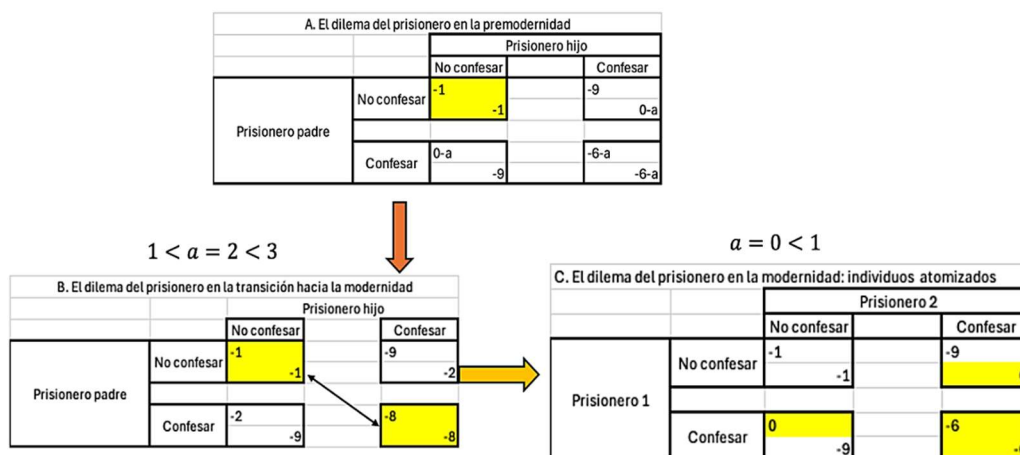 A. El dilema del prisionero en la premodernidad
Prisionero hijo
No confesar Confesar
Prisionero padre
No confesar
-1 -9
-1 0-a
Confesar
0-a -6-a
-9 -6-a
1 < a = 2 < 3
a = 0 < 1
B. El dilema del prisionero en la transición hacia la modernidad
Prisionero hijo
No confesar Confesar
Prisionero padre
No confesar
-1 -9
-1 -2
Confesar
-2 -8
-9 -8
C. El dilema del prisionero en la modernidad: individuos atomizados
Prisionero 2
No confesar Confesar
Prisionero 1
No confesar
-1 -9
-1
Confesar
0 -6
-9